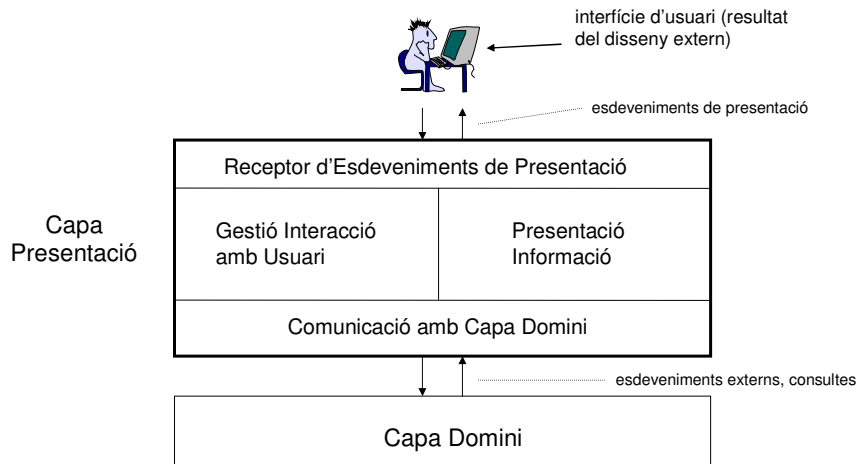 interfície d'usuari (resultat
del disseny extern)
esdeveniments de presentació
Receptor d'Esdeveniments de Presentació
Capa
Presentació
Gestió Interacció
amb Usuari
Presentació
Informació
Comunicació amb Capa Domini
esdeveniments externs, consultes
Capa Domini